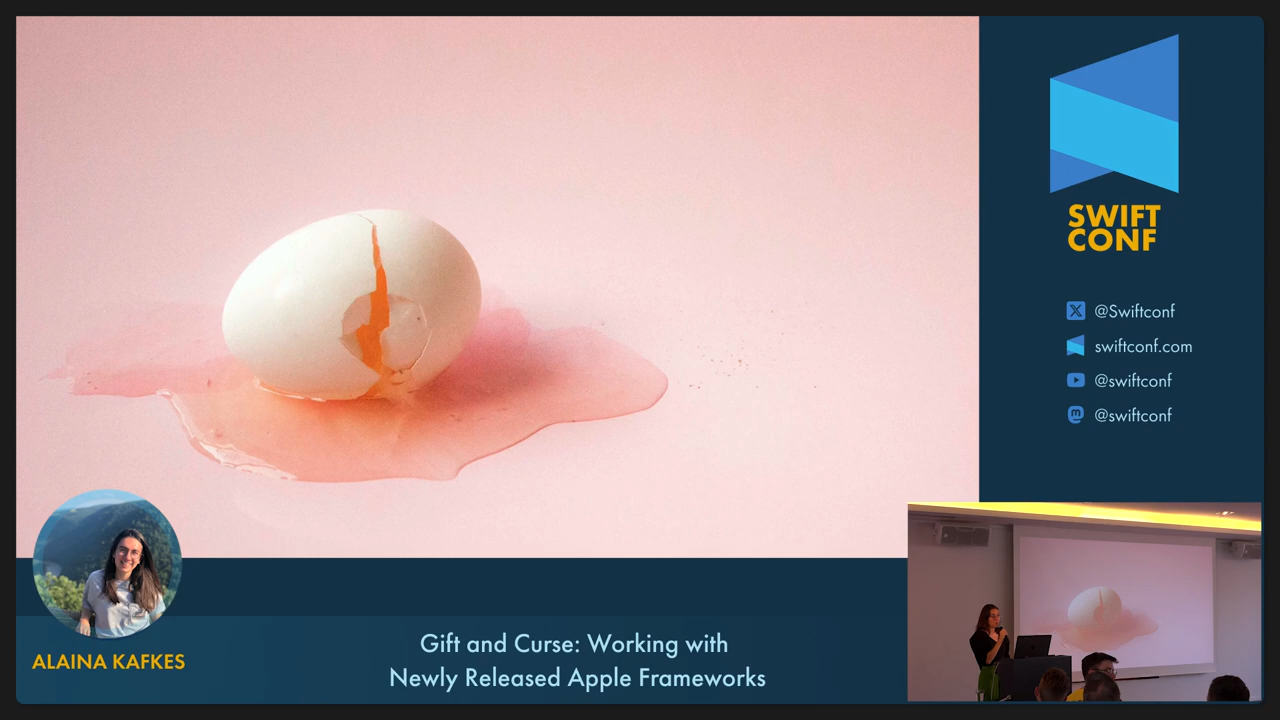 SWIFT
CONF
@Swiftconf
swiftconf.com
@swiftconf
@swiftconf
ALAINA KAFKES
Gift and Curse: Working with
Newly Released Apple Frameworks